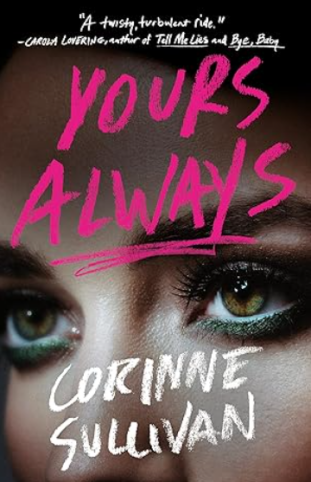 "A twisty, turbulent ride."
—CAROLA LOVERING, author of Tell Me Lies and Bye, Baby
YOURS
ALWAYS
CORINNE
SULLIVAN